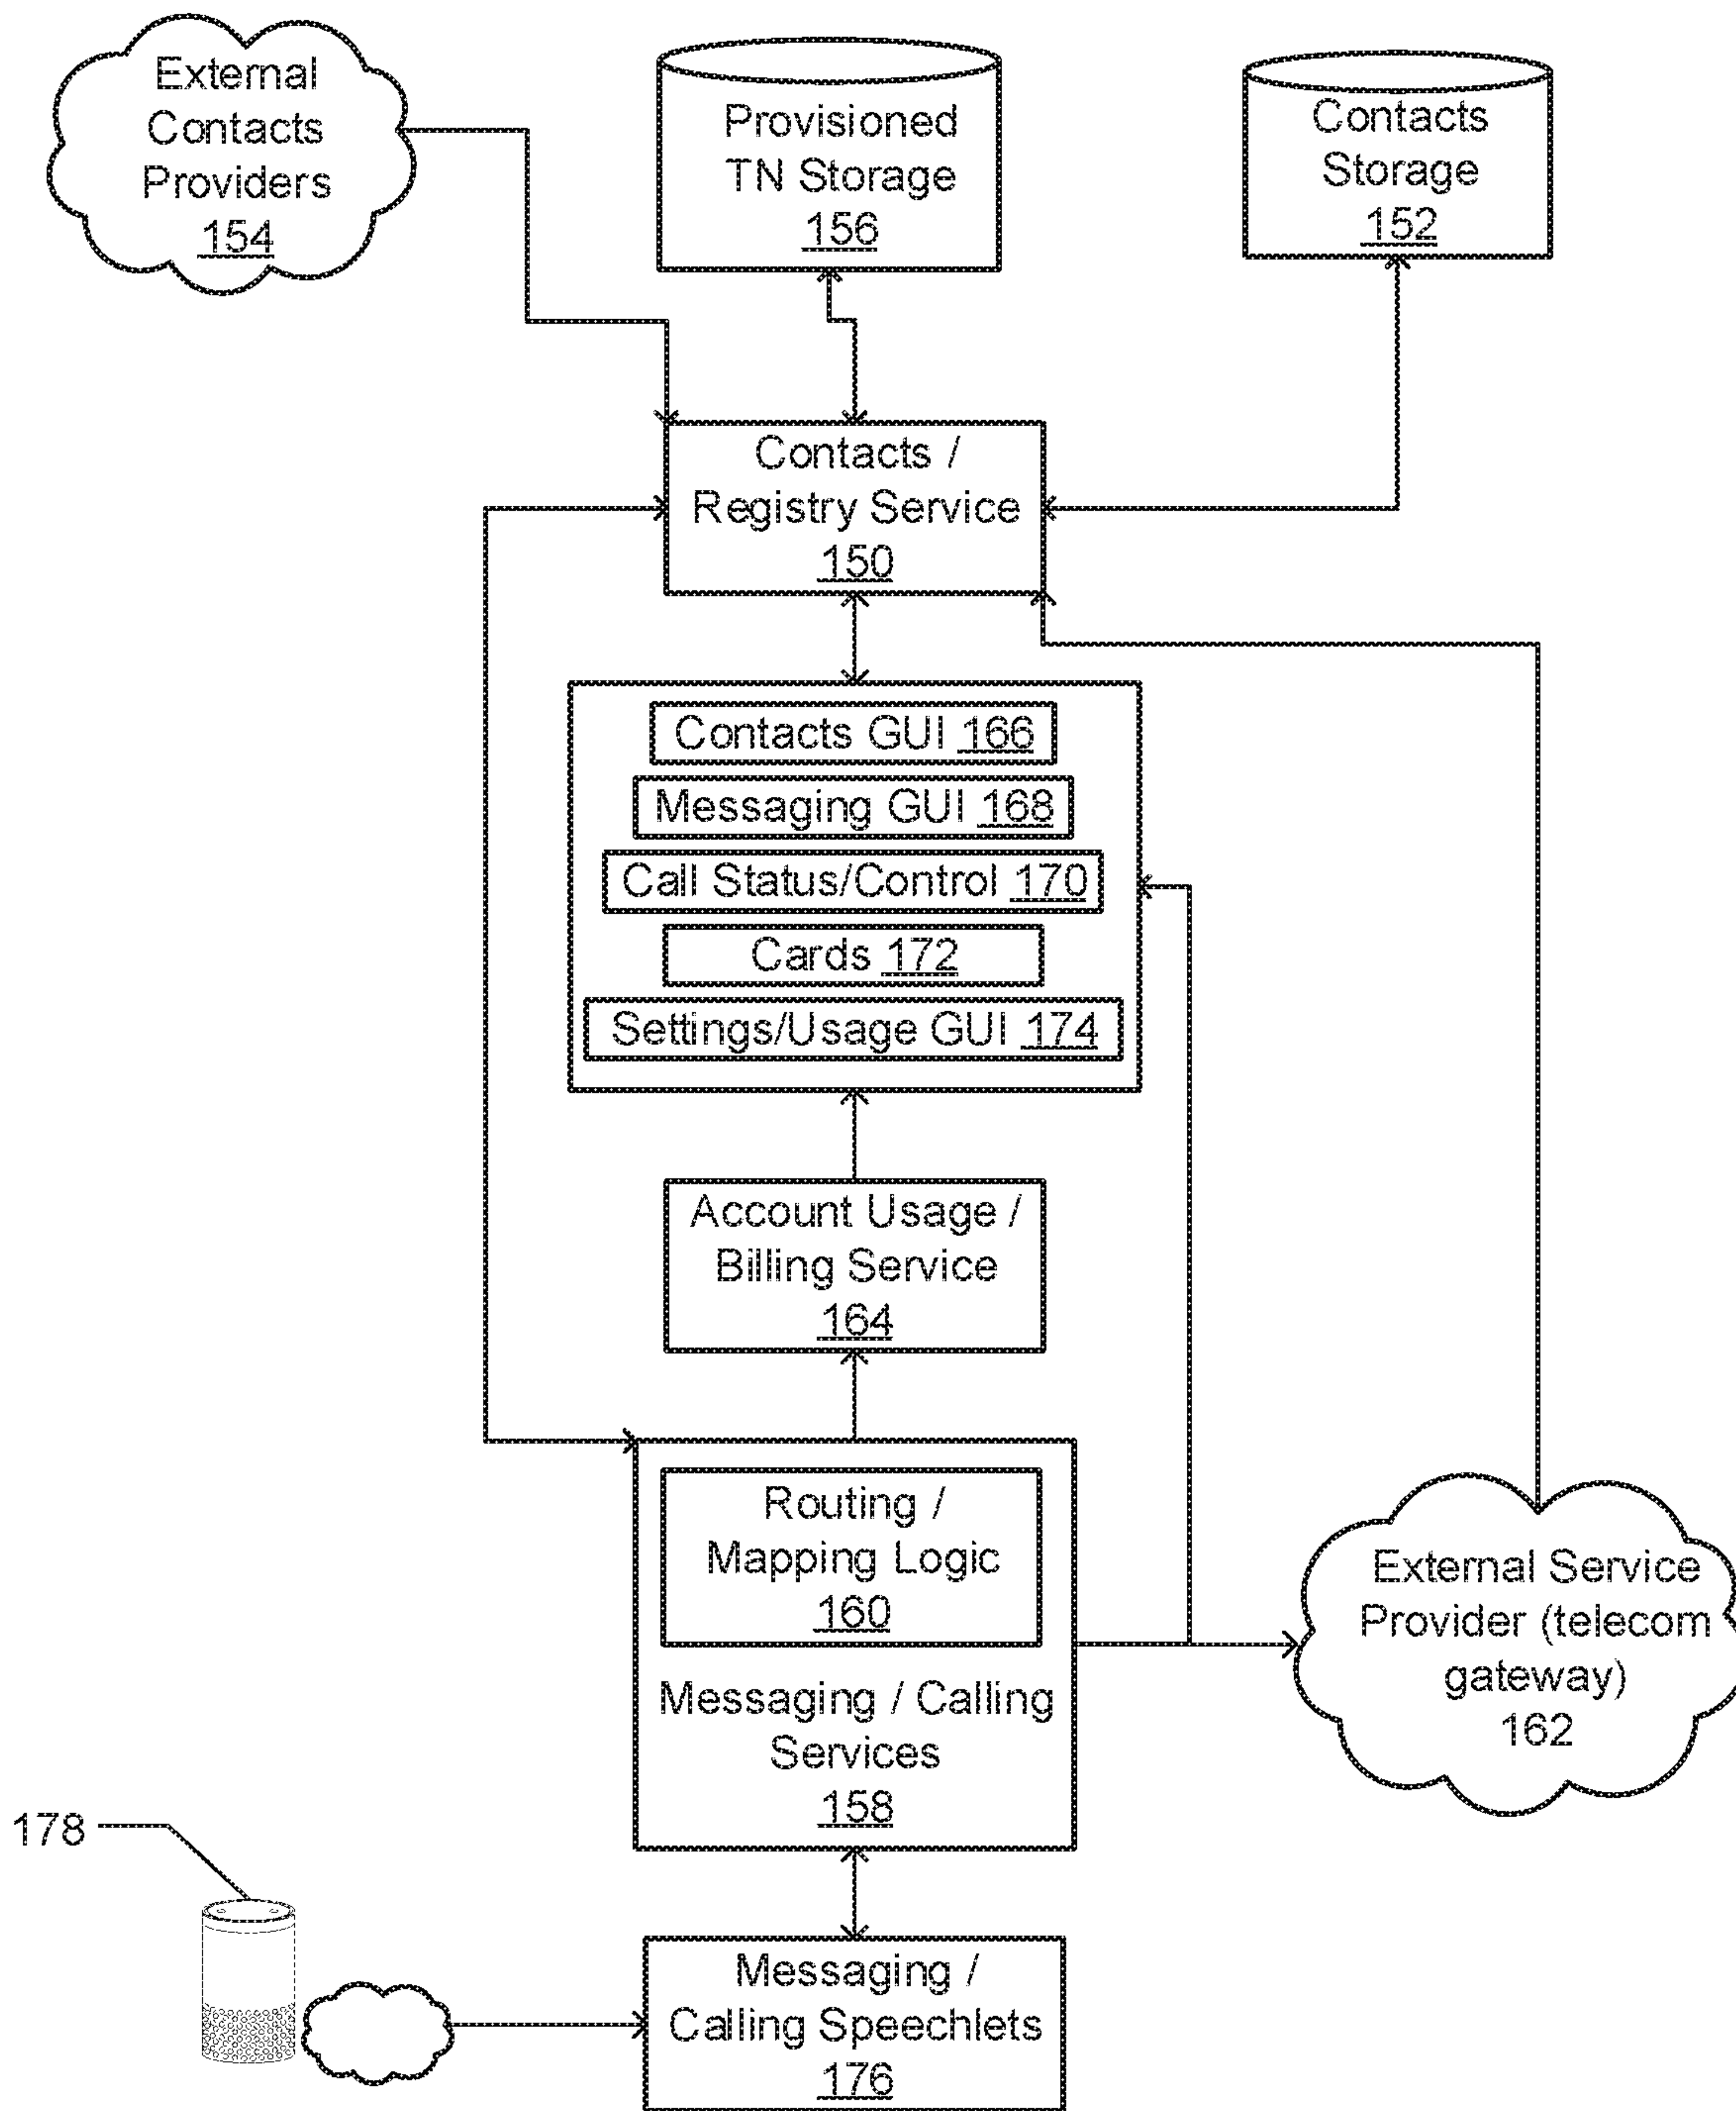 External
Contacts
Providers
154
Provisioned
TN Storage
156
Contacts
Storage
152
Contacts /
Registry Service
150
Contacts GUI 166
Messaging GUI 168
Call Status/Control 170
Cards 172
Settings/Usage GUI 174
Account Usage /
Billing Service
164
Routing /
Mapping Logic
160
Messaging / Calling
Services
158
External Service
Provider (telecom
gateway)
162
178
Messaging /
Calling Speechlets
176